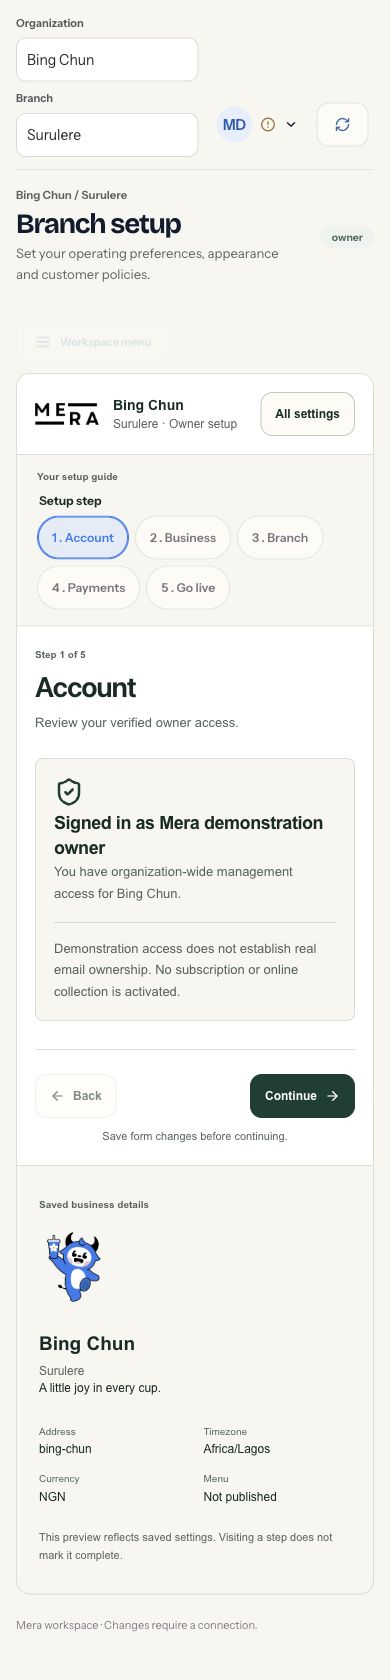 Organization
Bing Chun
Branch
Surulere
MD
Bing Chun / Surulere
Branch setup
owner
Set your operating preferences, appearance
and customer policies.
Workspace menu
MERA
Bing Chun
Surulere · Owner setup
All settings
Your setup guide
Setup step
1 . Account
2 . Business
3 . Branch
4 . Payments
5 . Go live
Step 1 of 5
Account
Review your verified owner access.
Signed in as Mera demonstration
owner
You have organization-wide management
access for Bing Chun.
Demonstration access does not establish real
email ownership. No subscription or online
collection is activated.
Back
Continue
Save form changes before continuing.
Saved business details
Bing Chun
Surulere
A little joy in every cup.
Address
bing-chun
Timezone
Africa/Lagos
Currency
NGN
Menu
Not published
This preview reflects saved settings. Visiting a step does not
mark it complete.
Mera workspace · Changes require a connection.